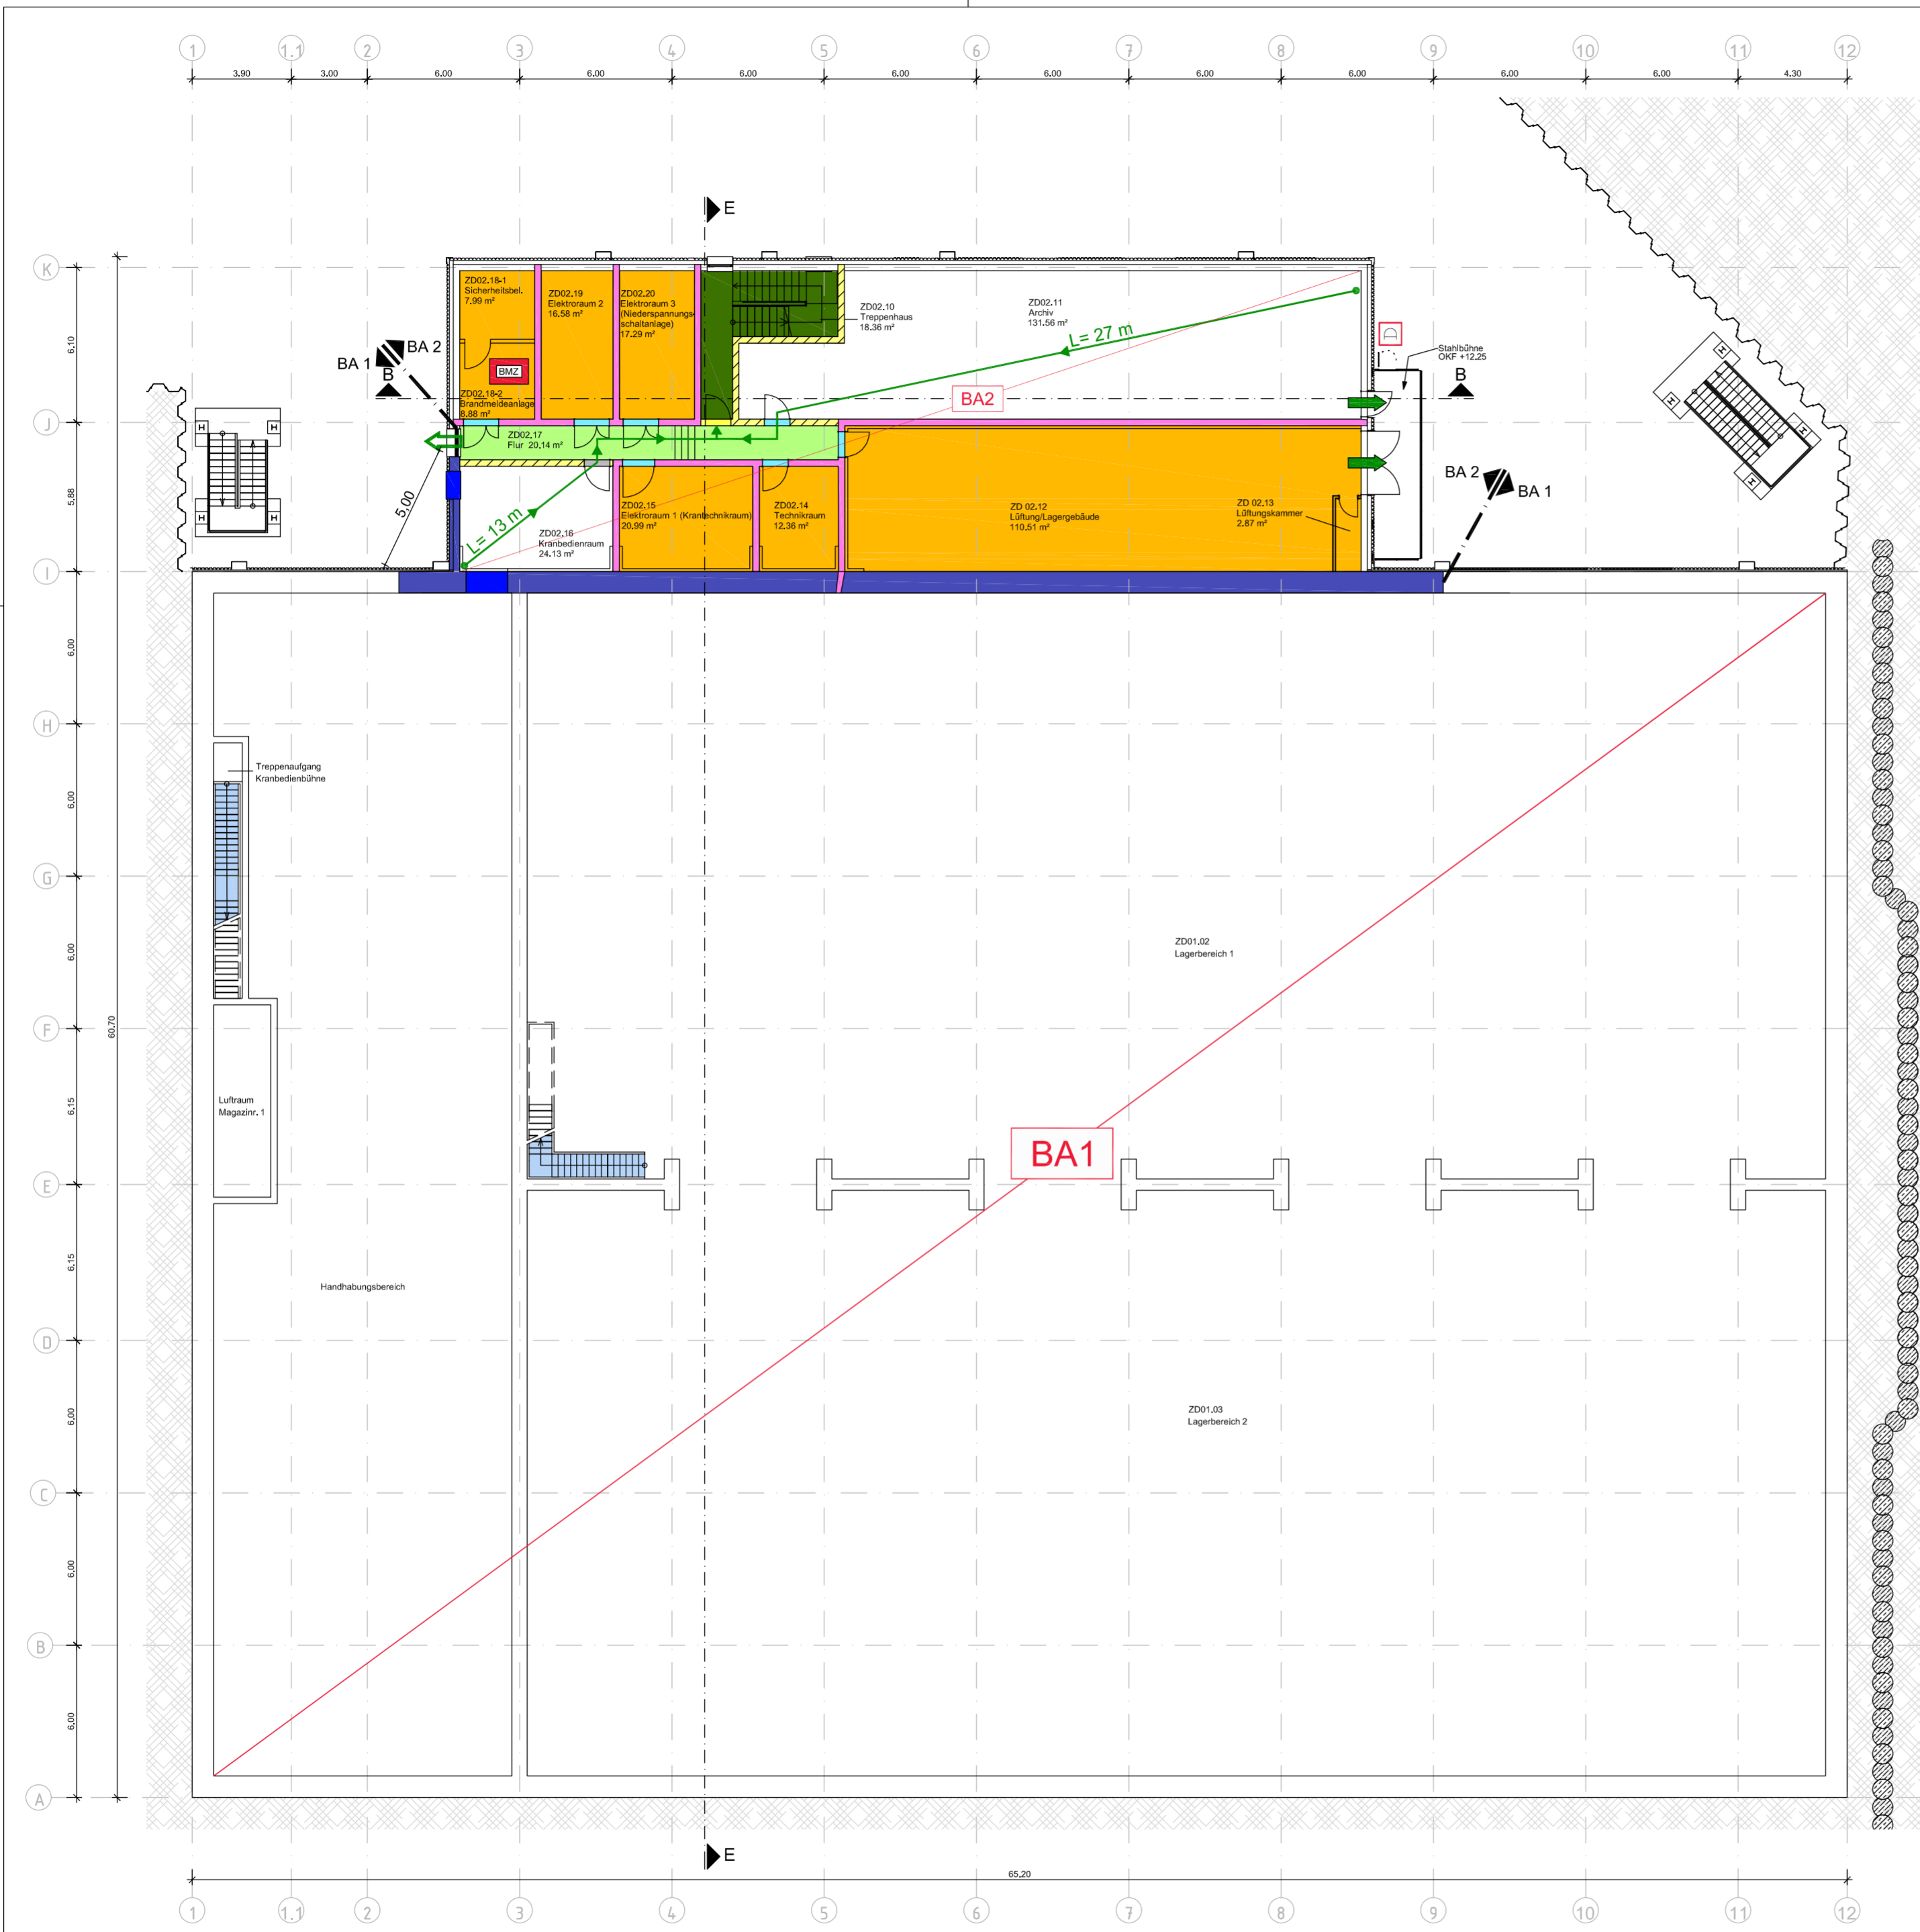 1 1.1 2 3 4 5 6 7 8 9 10 11 12
3.90 3.00 6.00 6.00 6.00 6.00 6.00 6.00 6.00 6.00 6.00 4.30
E
K
ZD02.18-1
Sicherheitsbel.
7.99 m²
ZD02.19
Elektroraum 2
16.58 m²
ZD02.20
Elektroraum 3
(Niederspannungs-
schaltanlage)
17.29 m²
ZD02.10
Treppenhaus
18.36 m²
ZD02.11
Archiv
131.56 m²
L= 27 m
D
Stahlbühne
OKF +12.25
6.10
BA 1
BA 2
B
BMZ
ZD02.18-2
Brandmeldeanlage
8.88 m²
BA2
B
H
H
J
H
H
ZD02.17
Flur 20.14 m²
5.88
5,00
L= 13 m
ZD02.16
Kranbedienraum
24.13 m²
ZD02.15
Elektroraum 1 (Krantechnikraum)
20.99 m²
ZD02.14
Technikraum
12.36 m²
ZD 02.12
Lüftung/Lagergebäude
110.51 m²
ZD 02.13
Lüftungskammer
2.87 m²
BA 2
BA 1
H
H
H
H
I
6.00
H
Treppenaufgang
Kranbedienbühne
6.00
G
ZD01.02
Lagerbereich 1
6.00
F
60.70
Luftraum
Magazinr. 1
6.15
BA1
E
6.15
Handhabungsbereich
D
ZD01.03
Lagerbereich 2
6.00
C
6.00
B
6.00
A
E
65.20
1 1.1 2 3 4 5 6 7 8 9 10 11 12